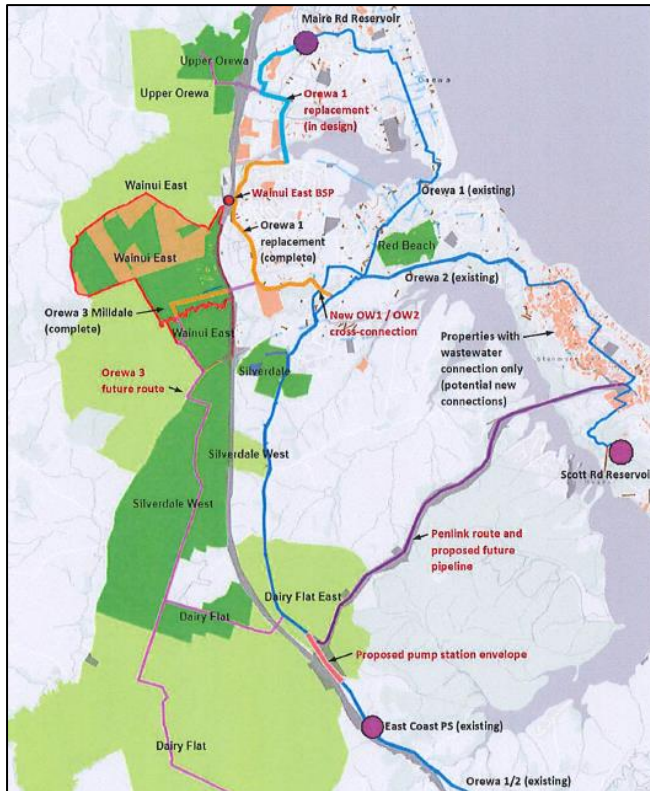 Maire Rd Reservoir
Upper Orewa
Upper Orewa
Orewa
Orewa 1
replacement
(in design)
Wainui East
Wainui East BSP
Orewa 1 (existing)
Wainui East
Orewa 1
replacement
(complete)
Red Beach
Orewa 2 (existing)
Orewa 3 Milldale
(complete)
Wainui East
New OW1 / OW2
cross-connection
Properties with
wastewater
connection only
(potential new
connections)
Orewa 3
future route
Silverdale
Silverdale West
Scott Rd Reservoir
Silverdale West
Penlink route and
proposed future
pipeline
Dairy Flat East
Dairy Flat
Proposed pump station envelope
East Coast PS (existing)
Dairy Flat
Orewa 1/2 (existing)